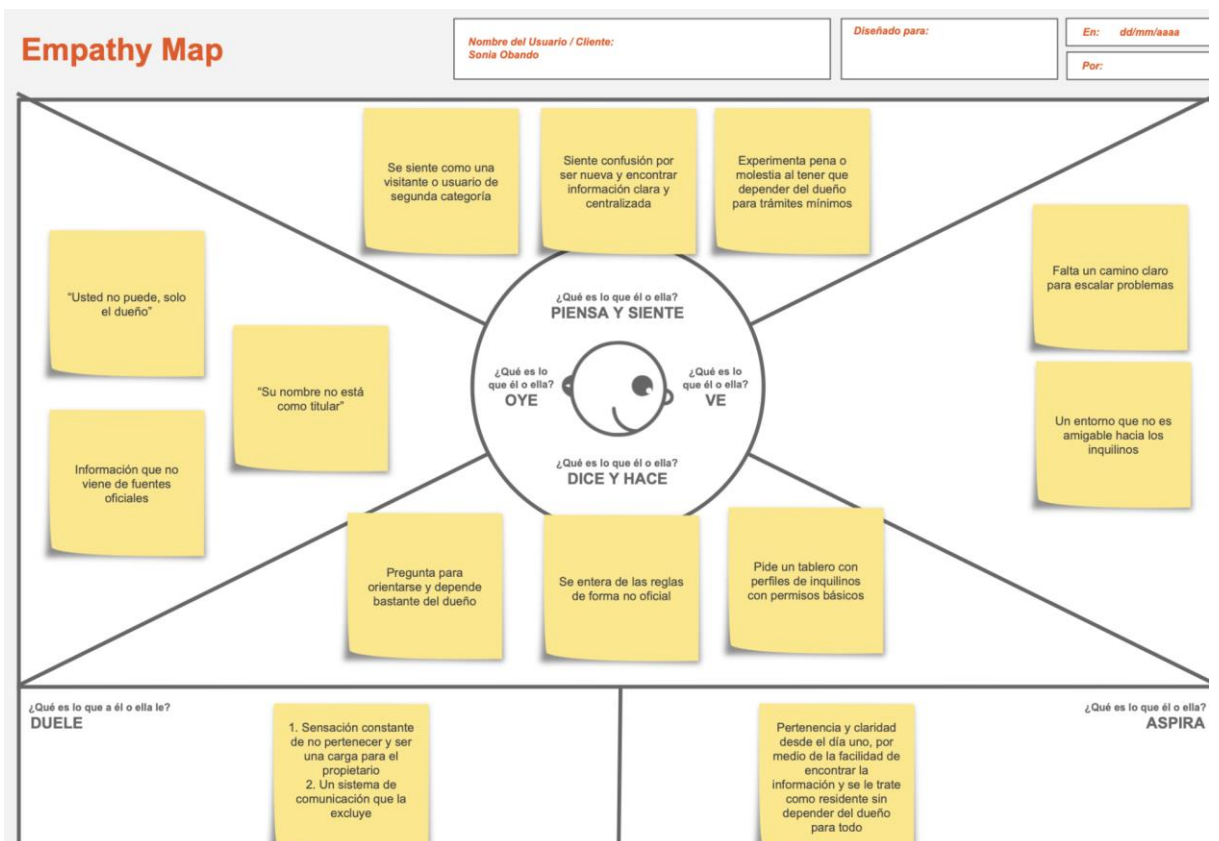 Empathy Map
Nombre del Usuario / Cliente:
Sonia Obando
Diseñado para:
En: dd/mm/aaaa
Por:
Se siente como una
visitante o usuario de
segunda categoría
Siente confusión por
ser nueva y encontrar
información clara y
centralizada
Experimenta pena o
molestia al tener que
depender del dueño
para trámites mínimos
“Usted no puede, solo
el dueño”
“Su nombre no está
como titular”
Información que no
viene de fuentes
oficiales
¿Qué es lo que él o ella?
PIENSA Y SIENTE
¿Qué es lo
que él o ella?
OYE
¿Qué es lo
que él o ella?
VE
¿Qué es lo que él o ella?
DICE Y HACE
Falta un camino claro
para escalar problemas
Un entorno que no es
amigable hacia los
inquilinos
Pregunta para
orientarse y depende
bastante del dueño
Se entera de las reglas
de forma no oficial
Pide un tablero con
perfiles de inquilinos
con permisos básicos
¿Qué es lo que a él o ella le?
DUELE
1. Sensación constante
de no pertenecer y ser
una carga para el
propietario
2. Un sistema de
comunicación que la
excluye
Pertenencia y claridad
desde el día uno, por
medio de la facilidad de
encontrar la
información y se le trate
como residente sin
depender del dueño
para todo
¿Qué es lo que él o ella?
ASPIRA